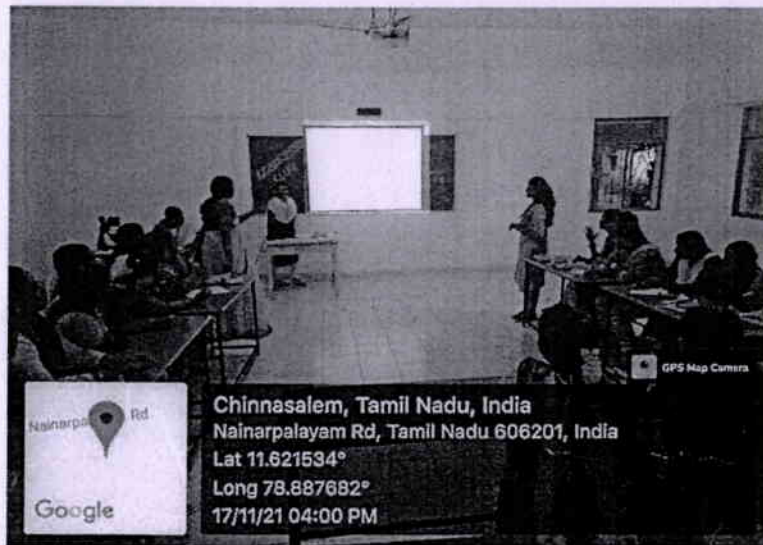 GPS Map Camera
Nainarpa Rd
Google
Chinnasalem, Tamil Nadu, India
Nainarpalayam Rd, Tamil Nadu 606201, India
Lat 11.621534°
Long 78.887682°
17/11/21 04:00 PM